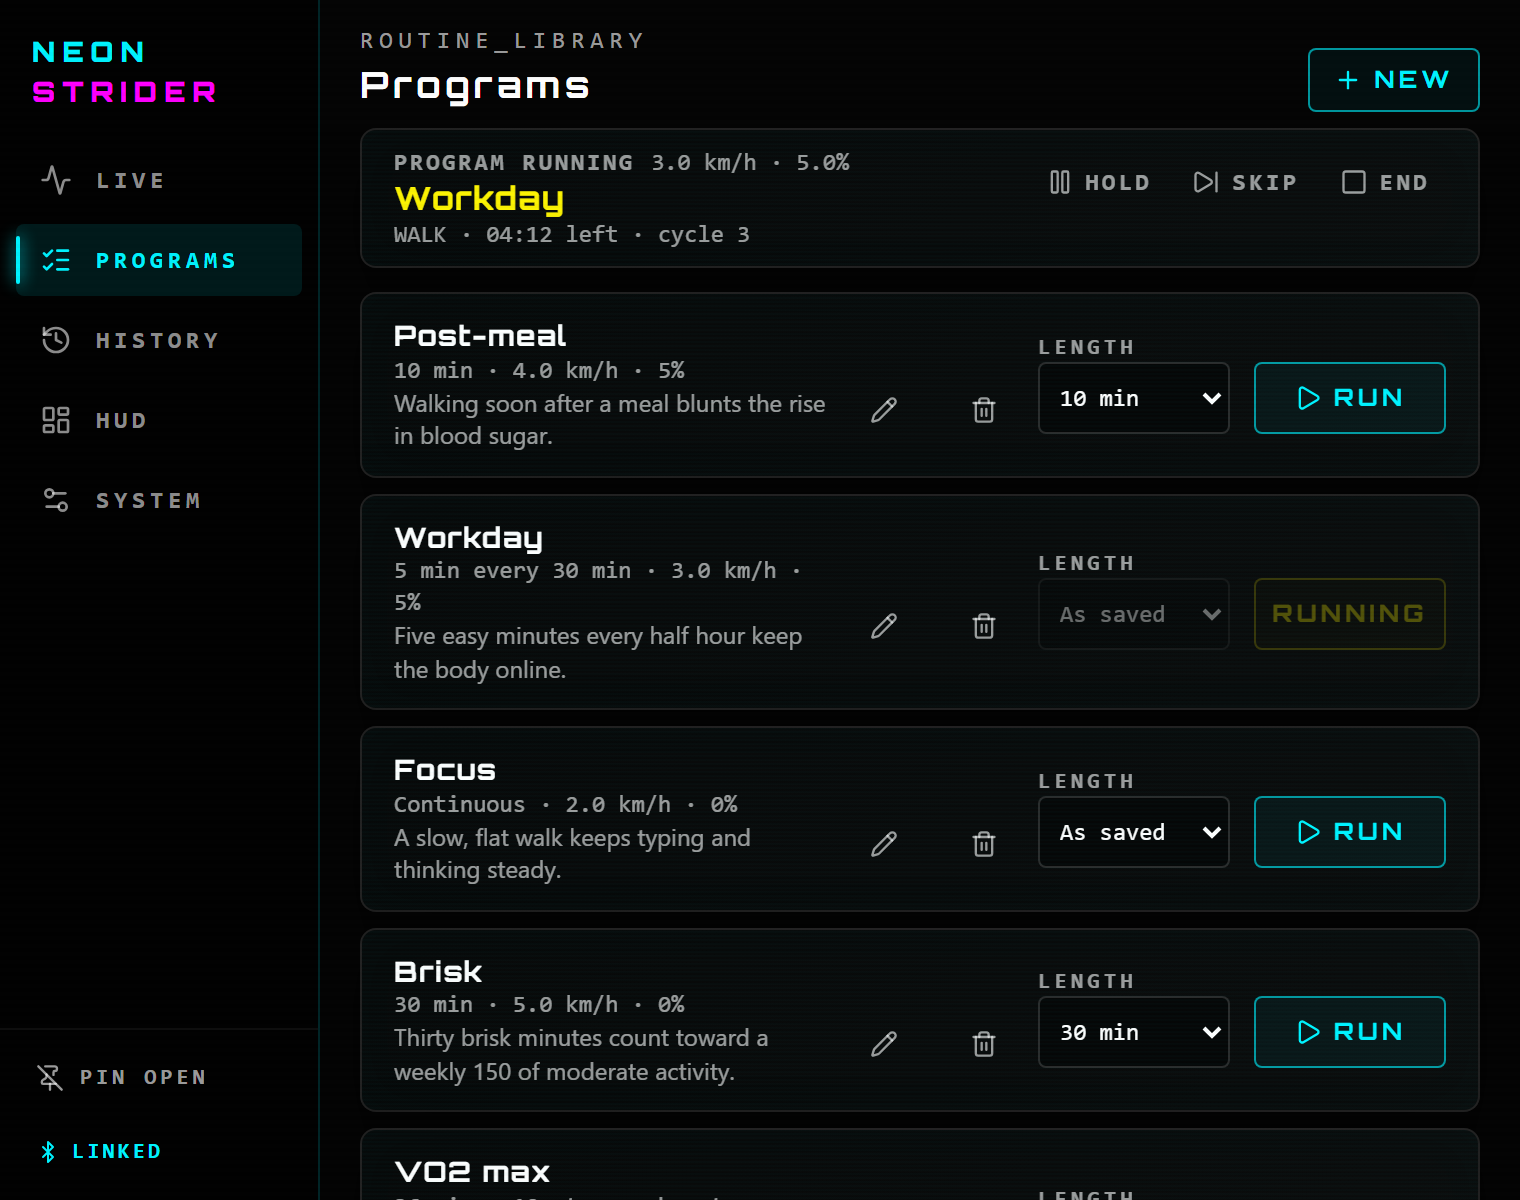 NEON
STRIDER
LIVE
PROGRAMS
HISTORY
HUD
SYSTEM
PIN OPEN
LINKED
ROUTINE_LIBRARY
Programs
+ NEW
PROGRAM RUNNING 3.0 km/h · 5.0%
Workday
WALK · 04:12 left · cycle 3
HOLD
SKIP
END
Post-meal
10 min · 4.0 km/h · 5%
Walking soon after a meal blunts the rise
in blood sugar.
LENGTH
10 min
RUN
Workday
5 min every 30 min · 3.0 km/h ·
5%
Five easy minutes every half hour keep
the body online.
LENGTH
As saved
RUNNING
Focus
Continuous · 2.0 km/h · 0%
A slow, flat walk keeps typing and
thinking steady.
LENGTH
As saved
RUN
Brisk
30 min · 5.0 km/h · 0%
Thirty brisk minutes count toward a
weekly 150 of moderate activity.
LENGTH
30 min
RUN
VO2 max
LENGTH